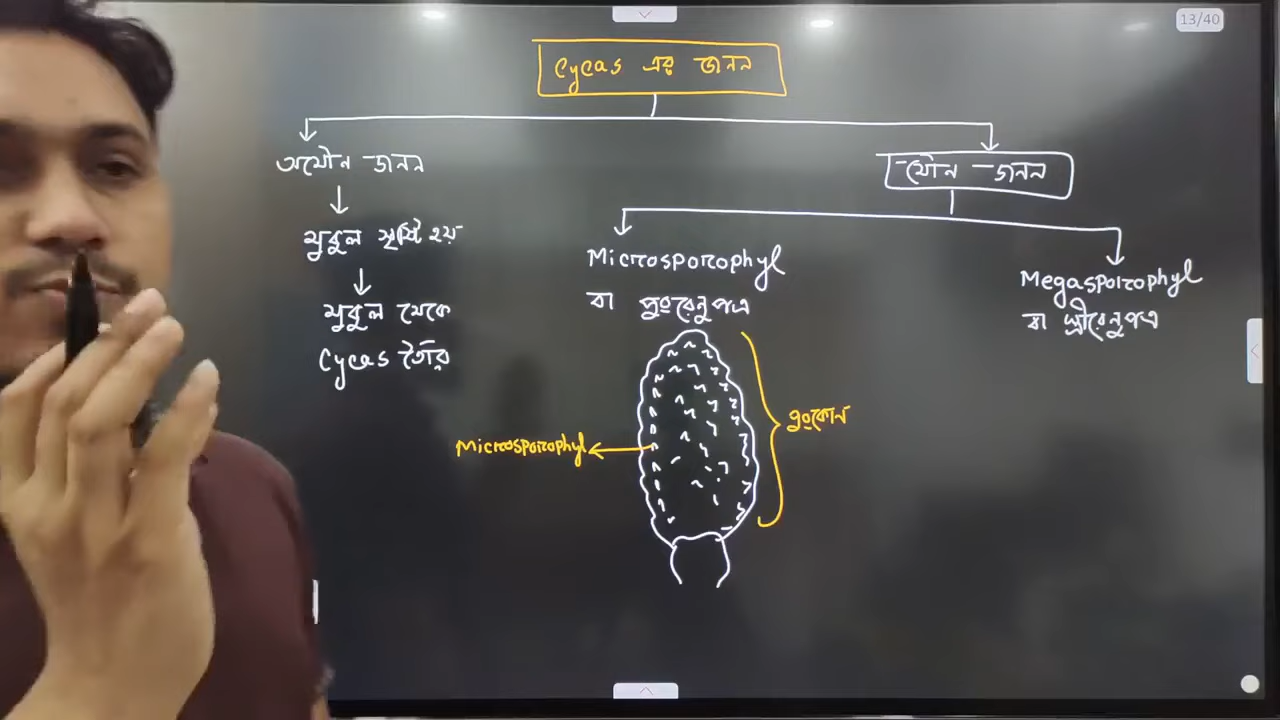 13/40
Cycas এর জনন
অযৌন জনন
মুকুল সৃষ্টি হয়
মুকুল থেকে
Cycas তৈরি
যৌন জনন
Microsporophyl
বা পুংরেনুপত্র
Microsporophyl
পুংকোন
Megasporophyl
বা স্ত্রীরেনুপত্র